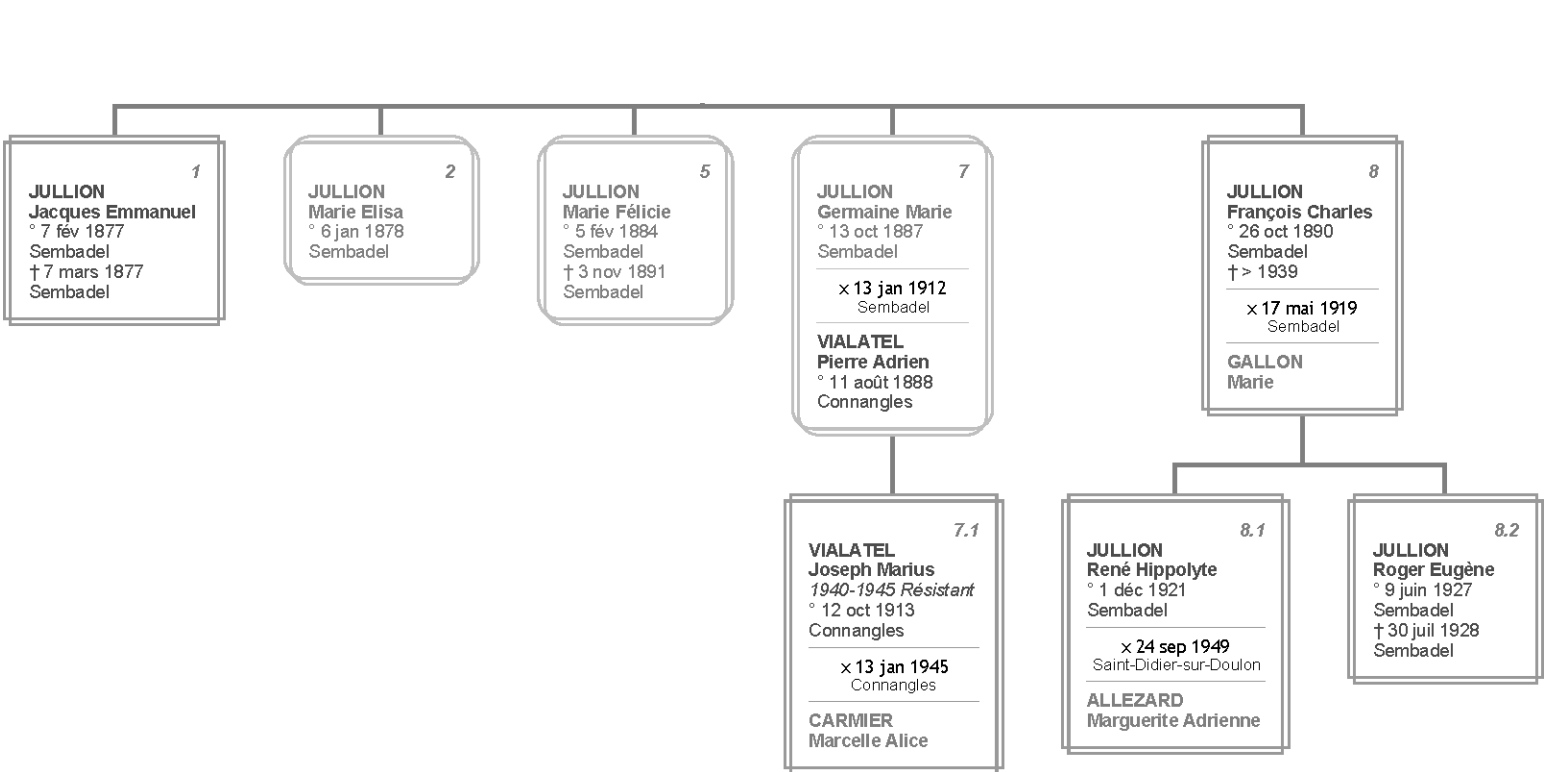 1
JULLION
Jacques Emmanuel
° 7 fév 1877
Sembadel
† 7 mars 1877
Sembadel
2
JULLION
Marie Elisa
° 6 jan 1878
Sembadel
5
JULLION
Marie Félicie
° 5 fév 1884
Sembadel
† 3 nov 1891
Sembadel
7
JULLION
Germaine Marie
° 13 oct 1887
Sembadel
x 13 jan 1912
Sembadel
VIALATEL
Pierre Adrien
° 11 août 1888
Connangles
8
JULLION
François Charles
° 26 oct 1890
Sembadel
† > 1939
x 17 mai 1919
Sembadel
GALLON
Marie
7.1
VIALATEL
Joseph Marius
1940-1945 Résistant
° 12 oct 1913
Connangles
x 13 jan 1945
Connangles
CARMIER
Marcelle Alice
8.1
JULLION
René Hippolyte
° 1 déc 1921
Sembadel
x 24 sep 1949
Saint-Didier-sur-Doulon
ALLEZARD
Marguerite Adrienne
8.2
JULLION
Roger Eugène
° 9 juin 1927
Sembadel
† 30 juil 1928
Sembadel